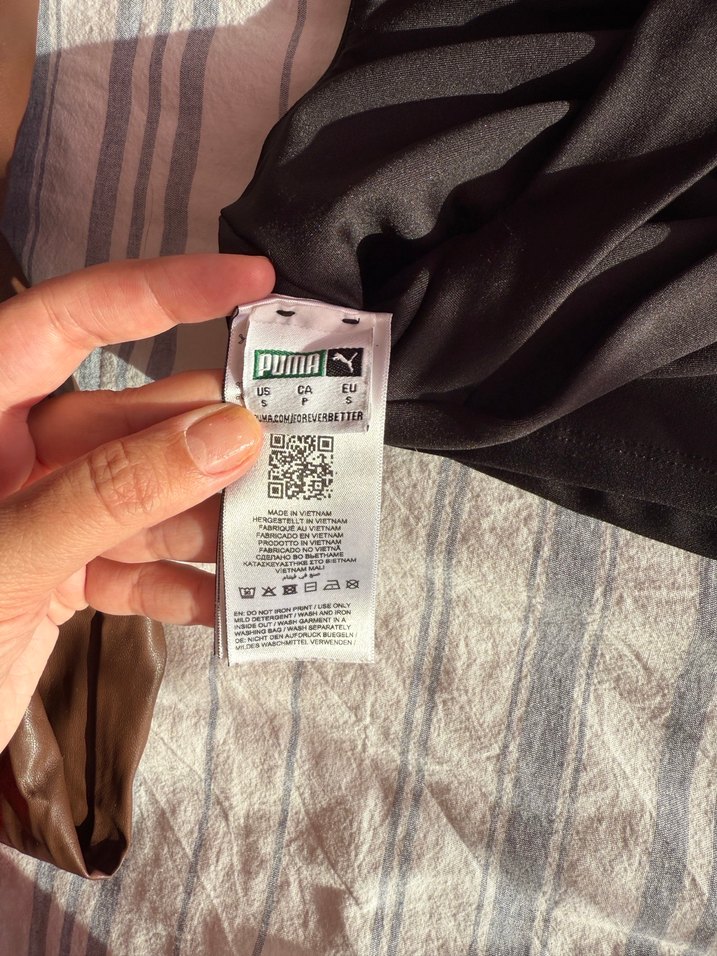 PUMA
US CA EU
S P S
PUMA.COM/FOREVERBETTER
MADE IN VIETNAM
HERGESTELLT IN VIETNAM
FABRIQUÉ AU VIETNAM
FABRICADO EN VIETNAM
PRODOTTO IN VIETNAM
FABRICADO NO VIETNÃ
СДЕЛАНО ВО ВЬЕТНАМЕ
ΚΑΤΑΣΚΕΥΑΣΤΗΚΕ ΣΤΟ ΒΙΕΤΝΑΜ
VIETNAM MALI
صنع في فيتنام
EN: DO NOT IRON PRINT / USE ONLY
MILD DETERGENT / WASH AND IRON
INSIDE OUT / WASH GARMENT IN A
WASHING BAG / WASH SEPARATELY
DE: NICHT DEN AUFDRUCK BUEGELN /
MILDES WASCHMITTEL VERWENDEN /